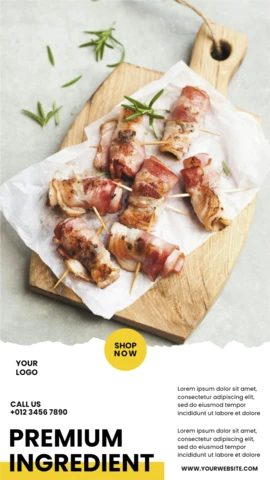 SHOP
NOW
YOUR
LOGO
CALL US
+012 3456 7890
PREMIUM
INGREDIENT
Lorem ipsum dolor sit amet,
consectetur adipiscing elit,
sed do eiusmod tempor
incididunt ut labore et dolore
Lorem ipsum dolor sit amet,
consectetur adipiscing elit,
sed do eiusmod tempor
incididunt ut labore et dolore
WWW.YOURWEBSITE.COM